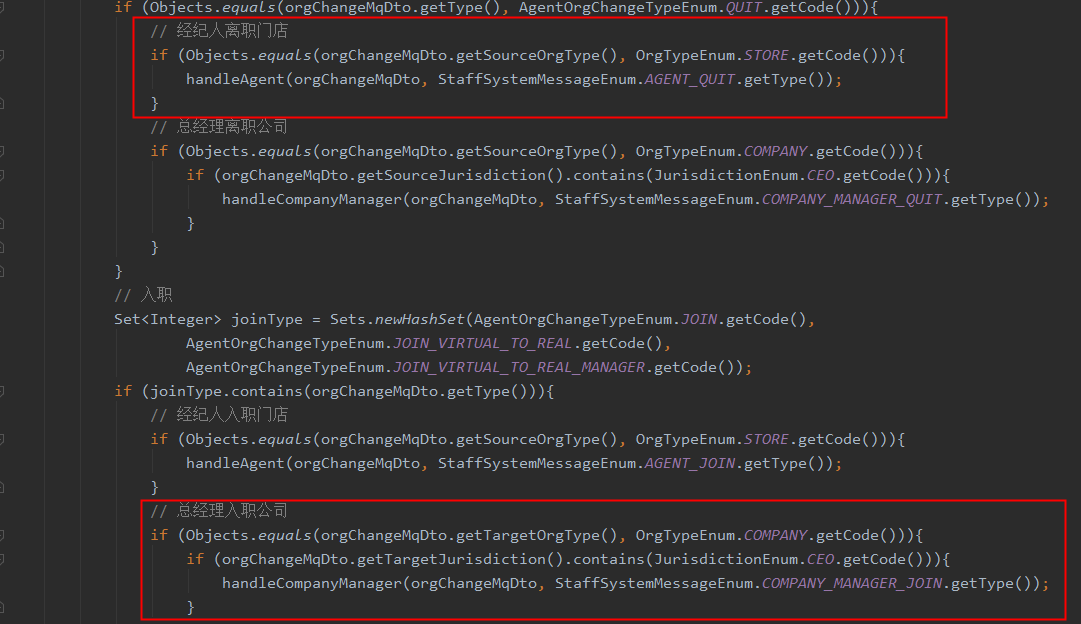 if (Objects.equals(orgChangeMqDto.getType(), AgentOrgChangeTypeEnum.QUIT.getCode())){
// 经纪人离职门店
if (Objects.equals(orgChangeMqDto.getSourceOrgType(), OrgTypeEnum.STORE.getCode())){
handleAgent(orgChangeMqDto, StaffSystemMessageEnum.AGENT_QUIT.getType());
}
// 总经理离职公司
if (Objects.equals(orgChangeMqDto.getSourceOrgType(), OrgTypeEnum.COMPANY.getCode())){
if (orgChangeMqDto.getSourceJurisdiction().contains(JurisdictionEnum.CEO.getCode())){
handleCompanyManager(orgChangeMqDto, StaffSystemMessageEnum.COMPANY_MANAGER_QUIT.getType());
}
}
}
// 入职
Set<Integer> joinType = Sets.newHashSet(AgentOrgChangeTypeEnum.JOIN.getCode(),
AgentOrgChangeTypeEnum.JOIN_VIRTUAL_TO_REAL.getCode(),
AgentOrgChangeTypeEnum.JOIN_VIRTUAL_TO_REAL_MANAGER.getCode());
if (joinType.contains(orgChangeMqDto.getType())){
// 经纪人入职门店
if (Objects.equals(orgChangeMqDto.getSourceOrgType(), OrgTypeEnum.STORE.getCode())){
handleAgent(orgChangeMqDto, StaffSystemMessageEnum.AGENT_JOIN.getType());
}
// 总经理入职公司
if (Objects.equals(orgChangeMqDto.getTargetOrgType(), OrgTypeEnum.COMPANY.getCode())){
if (orgChangeMqDto.getTargetJurisdiction().contains(JurisdictionEnum.CEO.getCode())){
handleCompanyManager(orgChangeMqDto, StaffSystemMessageEnum.COMPANY_MANAGER_JOIN.getType());
}